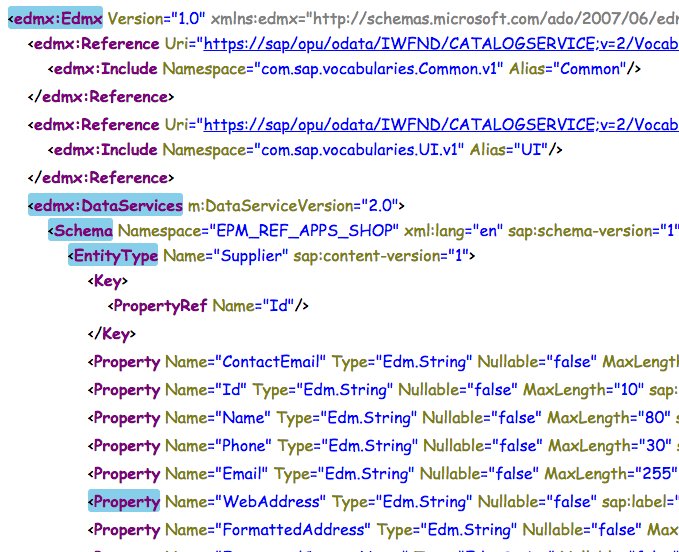 <edmx:Edmx Version="1.0" xmlns:edmx="http://schemas.microsoft.com/ado/2007/06/edm
<edmx:Reference Uri="https://sap/opu/odata/IWFND/CATALOGSERVICE;v=2/Vocab
<edmx:Include Namespace="com.sap.vocabularies.Common.v1" Alias="Common"/>
</edmx:Reference>
<edmx:Reference Uri="https://sap/opu/odata/IWFND/CATALOGSERVICE;v=2/Vocab
<edmx:Include Namespace="com.sap.vocabularies.UI.v1" Alias="UI"/>
</edmx:Reference>
<edmx:DataServices m:DataServiceVersion="2.0">
<Schema Namespace="EPM_REF_APPS_SHOP" xml:lang="en" sap:schema-version="1"
<EntityType Name="Supplier" sap:content-version="1">
<Key>
<PropertyRef Name="Id"/>
</Key>
<Property Name="ContactEmail" Type="Edm.String" Nullable="false" MaxLength
<Property Name="Id" Type="Edm.String" Nullable="false" MaxLength="10" sap:
<Property Name="Name" Type="Edm.String" Nullable="false" MaxLength="80" s
<Property Name="Phone" Type="Edm.String" Nullable="false" MaxLength="30" s
<Property Name="Email" Type="Edm.String" Nullable="false" MaxLength="255"
<Property Name="WebAddress" Type="Edm.String" Nullable="false" sap:label="
<Property Name="FormattedAddress" Type="Edm.String" Nullable="false" MaxL